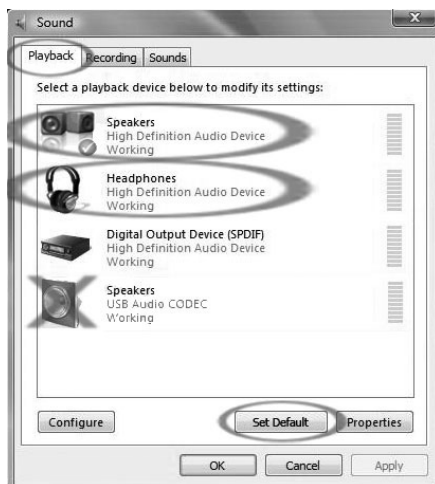 Sound
Playback Recording Sounds
Select a playback device below to modify its settings:
Speakers
High Definition Audio Device
Working
Headphones
High Definition Audio Device
Working
Digital Output Device (SPDIF)
High Definition Audio Device
Working
Speakers
USB Audio CODEC
Working
Configure Set Default Properties
OK Cancel Apply